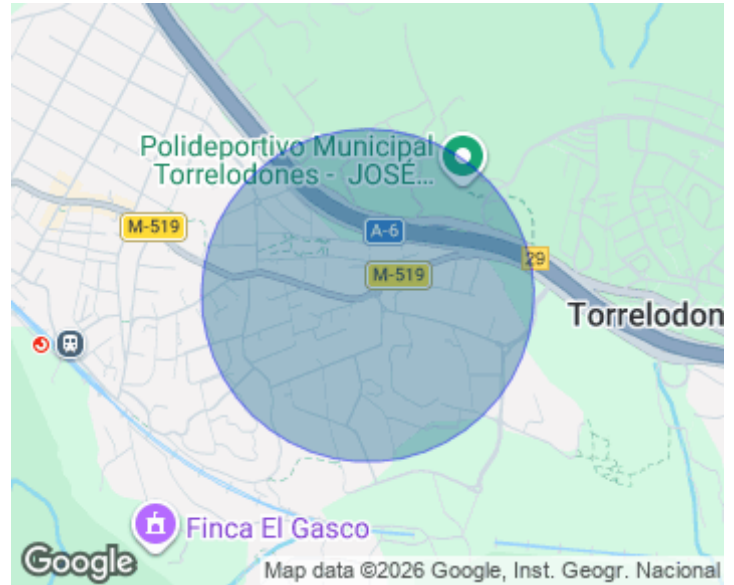 Polideportivo Municipal
Torrelodones - JOSÉ...
M-519
A-6
29
M-519
Torrelodon
Finca El Gasco
Google
Map data ©2026 Google, Inst. Geogr. Nacional